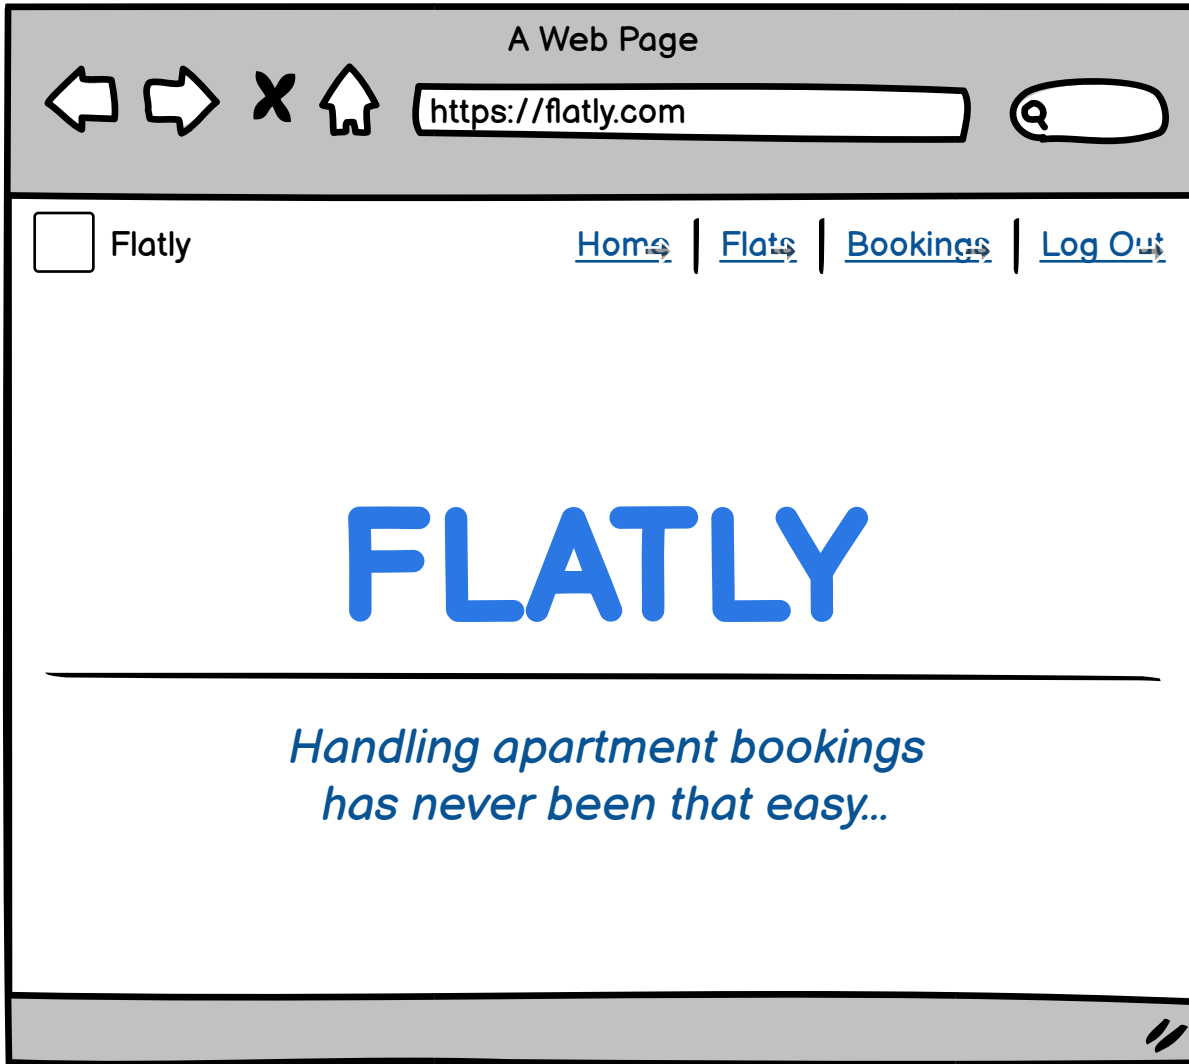 A Web Page
https://flatly.com
Flatly
Home
Flats
Bookings
Log Out
FLATLY
Handling apartment bookings
has never been that easy...